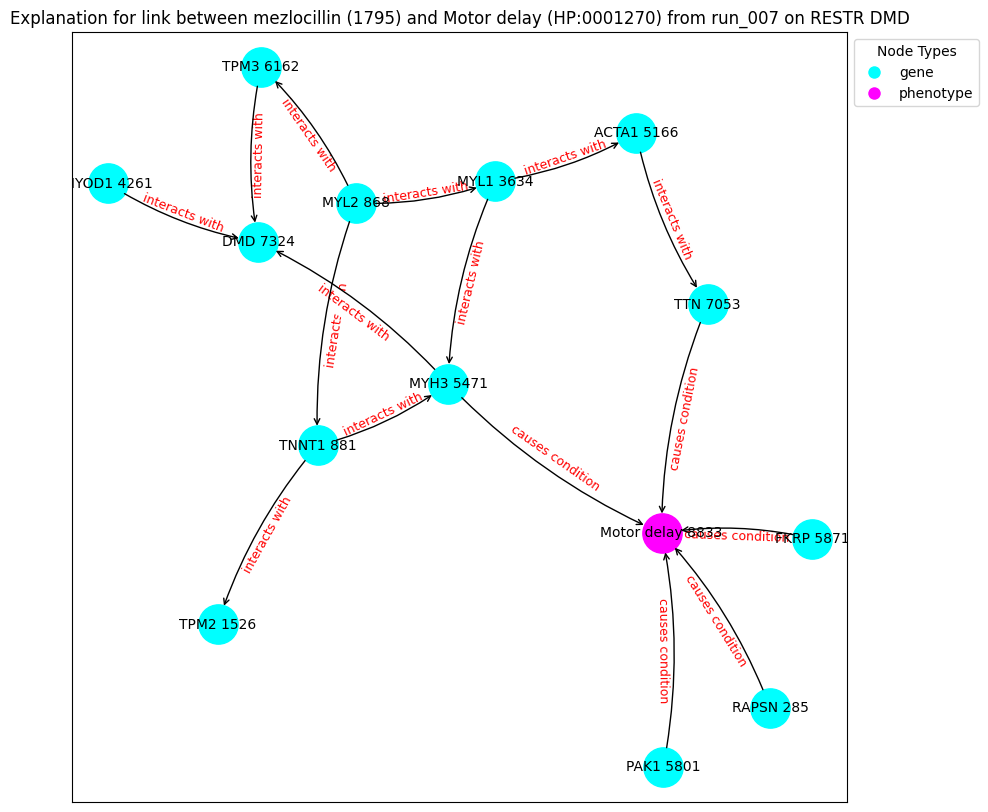 Explanation for link between mezlocillin (1795) and Motor delay (HP:0001270) from run_007 on RESTR DMD
Node Types
gene
phenotype
TPM3 6162
interacts with
interacts with
ACTA1 5166
interacts with
MYL1 3634
YOD1 4261
interacts with
MYL2 868
interacts with
interacts with
DMD 7324
interacts with
interacts with
interacts with
TTN 7053
MYH3 5471
interacts with
causes condition
causes condition
TNNT1 881
interacts with
Motor delay 8833
causes condition
FKRP 5871
causes condition
causes condition
TPM2 1526
RAPSN 285
PAK1 5801